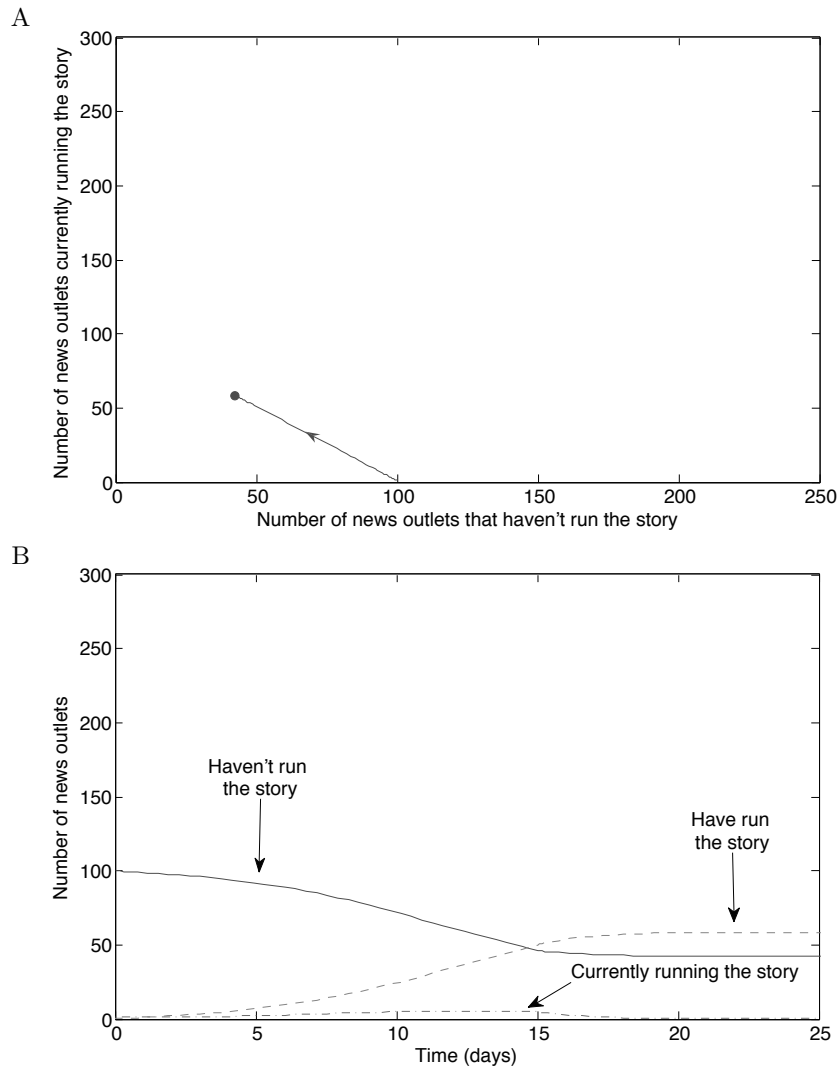 A
300
250
200
150
100
50
0
Number of news outlets currently running the story
0 50 100 150 200 250
Number of news outlets that haven't run the story
B
300
250
200
150
100
50
0
Number of news outlets
Haven't run
the story
Have run
the story
Currently running the story
0 5 10 15 20 25
Time (days)